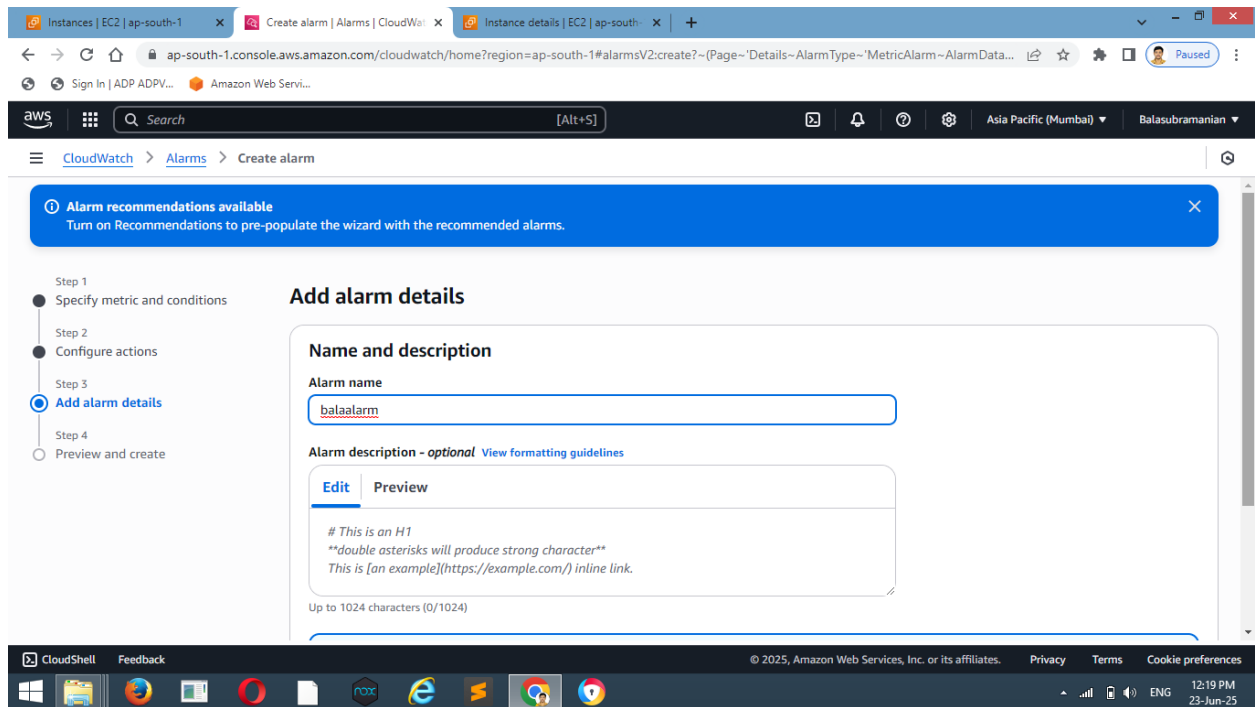 Instances | EC2 | ap-south-1
Create alarm | Alarms | CloudWat
Instance details | EC2 | ap-south-
ap-south-1.console.aws.amazon.com/cloudwatch/home?region=ap-south-1#alarmsV2:create?~(Page~'Details~AlarmType~'MetricAlarm~AlarmData...
Paused
Sign In | ADP ADPV...
Amazon Web Servi...
aws
Search
[Alt+S]
Asia Pacific (Mumbai)
Balasubramanian
CloudWatch > Alarms > Create alarm
Alarm recommendations available
Turn on Recommendations to pre-populate the wizard with the recommended alarms.
Step 1
Specify metric and conditions
Step 2
Configure actions
Step 3
Add alarm details
Step 4
Preview and create
Add alarm details
Name and description
Alarm name
balaalarm
Alarm description - optional View formatting guidelines
Edit
Preview
# This is an H1
**double asterisks will produce strong character**
This is [an example](https://example.com/) inline link.
Up to 1024 characters (0/1024)
CloudShell
Feedback
© 2025, Amazon Web Services, Inc. or its affiliates.
Privacy
Terms
Cookie preferences
nox
ENG
12:19 PM
23-Jun-25